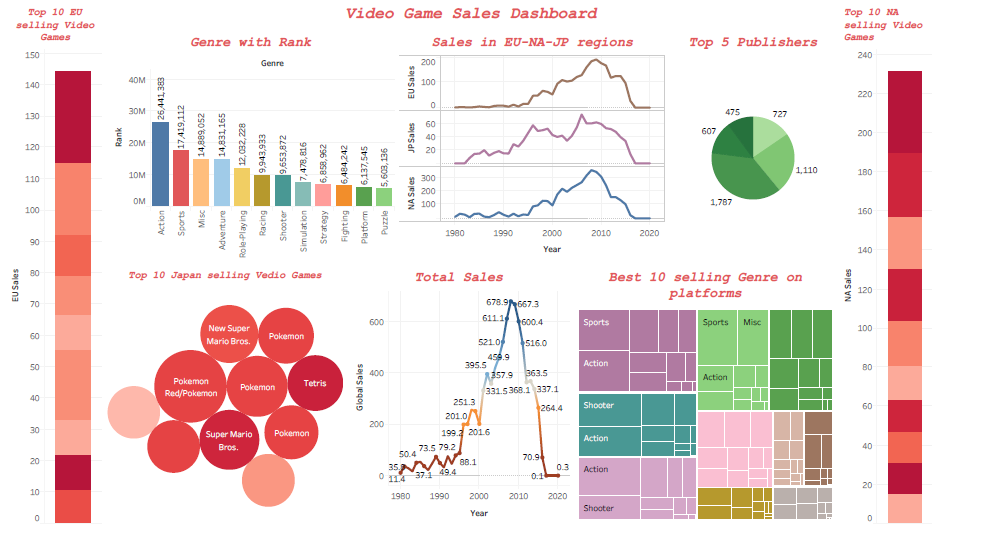 Top 10 EU
selling Video
Games
Video Game Sales Dashboard
Top 10 NA
selling Video
Games
Genre with Rank
Sales in EU-NA-JP regions
Top 5 Publishers
EU Sales
150
140
130
120
110
100
90
80
70
60
50
40
30
20
10
0
Genre
Rank
40M
30M
20M
10M
0M
26,441,383
17,419,112
14,889,052
14,831,165
12,032,228
9,943,933
9,653,872
7,478,816
6,858,962
6,484,242
6,137,545
5,603,136
Action
Sports
Misc
Adventure
Role-Playing
Racing
Shooter
Simulation
Strategy
Fighting
Platform
Puzzle
EU Sales
200
100
0
JP Sales
60
40
20
0
NA Sales
300
200
100
0
1980
1990
2000
2010
2020
Year
475
727
607
1,110
1,787
NA Sales
240
220
200
180
160
140
120
100
80
60
40
20
0
Top 10 Japan selling Vedio Games
New Super
Mario Bros.
Pokemon
Pokemon
Red/Pokemon
Pokemon
Tetris
Super Mario
Bros.
Pokemon
Total Sales
Global Sales
600
400
200
0
678.9
667.3
611.1
600.4
521.0
516.0
459.9
395.5
357.9
363.5
331.5
368.1
337.1
251.3
264.4
201.0
199.2
201.6
50.4
73.5
79.2
70.9
88.1
11.4
37.1
49.4
0.1
0.3
1980
1990
2000
2010
2020
Year
Best 10 selling Genre on
platforms
Sports
Action
Shooter
Action
Action
Shooter
Sports
Misc
Action